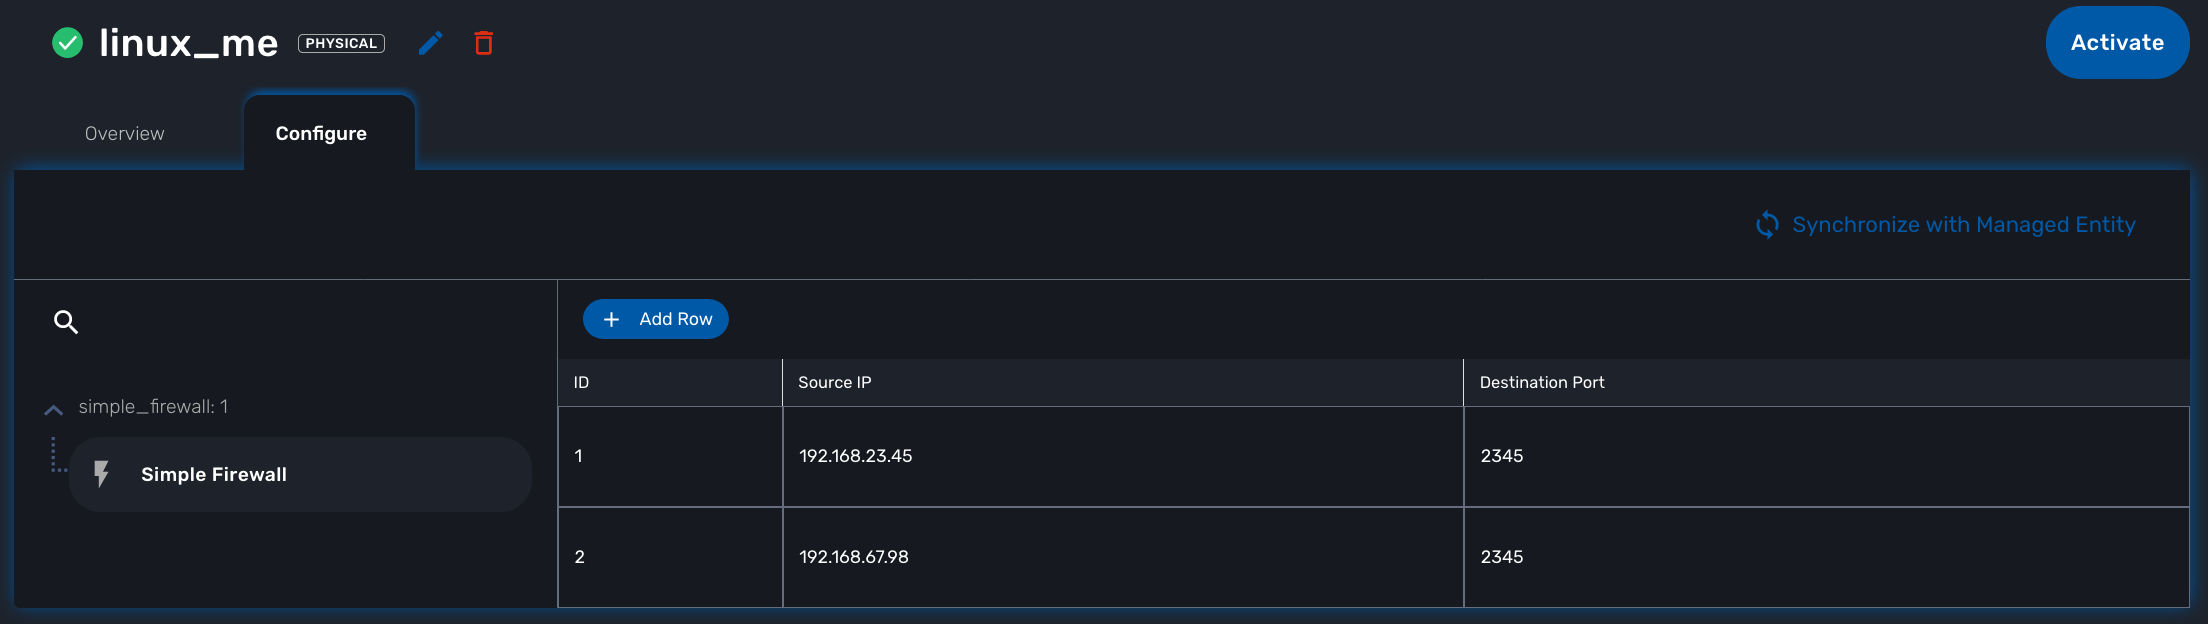 linux_me PHYSICAL
Activate
Overview Configure
Synchronize with Managed Entity
Add Row
ID Source IP Destination Port
simple_firewall: 1
1 192.168.23.45 2345
Simple Firewall
2 192.168.67.98 2345